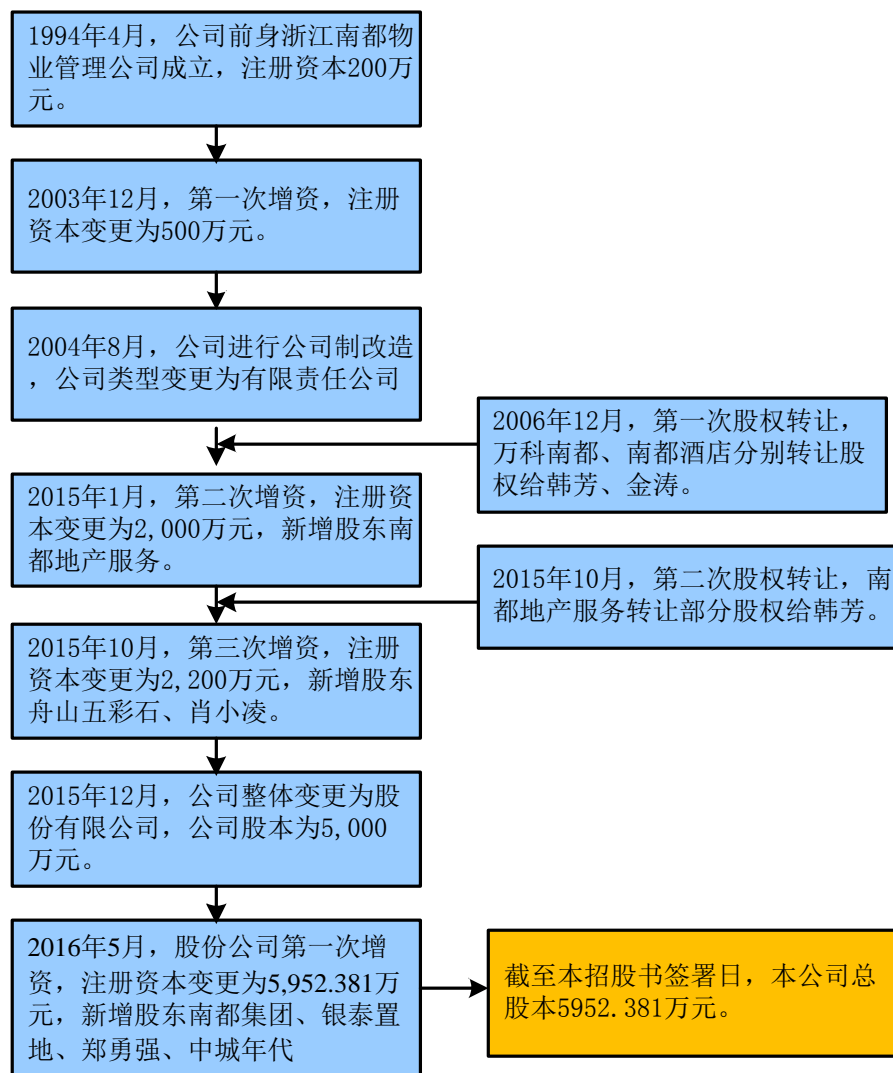 1994年4月，公司前身浙江南都物
业管理公司成立，注册资本200万
元。
2003年12月，第一次增资，注册
资本变更为500万元。
2004年8月，公司进行公司制改造
，公司类型变更为有限责任公司
2006年12月，第一次股权转让，
万科南都、南都酒店分别转让股
权给韩芳、金涛。
2015年1月，第二次增资，注册资
本变更为2,000万元，新增股东南
都地产服务。
2015年10月，第二次股权转让，南
都地产服务转让部分股权给韩芳。
2015年10月，第三次增资，注册
资本变更为2,200万元，新增股东
舟山五彩石、肖小凌。
2015年12月，公司整体变更为股
份有限公司，公司股本为5,000
万元。
2016年5月，股份公司第一次增
资，注册资本变更为5,952.381万
元，新增股东南都集团、银泰置
地、郑勇强、中城年代
截至本招股书签署日，本公司总
股本5952.381万元。